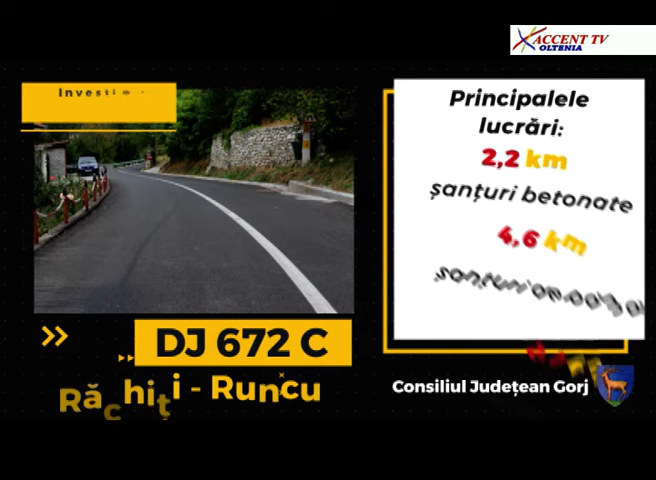 ACCENT TV
OLTENIA
Principalele
lucrări:
2,2 km
șanțuri betonate
4,6 km
DJ 672 C
Răchiți - Runcu
Consiliul Județean Gorj